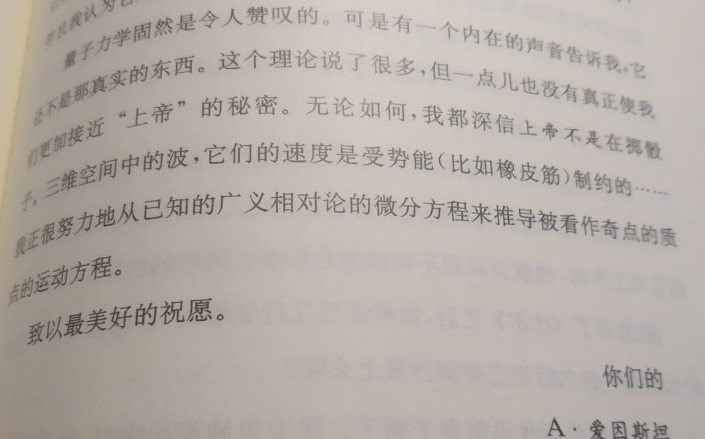 并且我认为它
量子力学固然是令人赞叹的。可是有一个内在的声音告诉我,它
还不是那真实的东西。这个理论说了很多,但一点儿也没有真正使我
们更加接近“上帝”的秘密。无论如何,我都深信上帝不是在掷骰
子。三维空间中的波,它们的速度是受势能(比如橡皮筋)制约的……
我正很努力地从已知的广义相对论的微分方程来推导被看作奇点的质
点的运动方程。
致以最美好的祝愿。
你们的
A·爱因斯坦